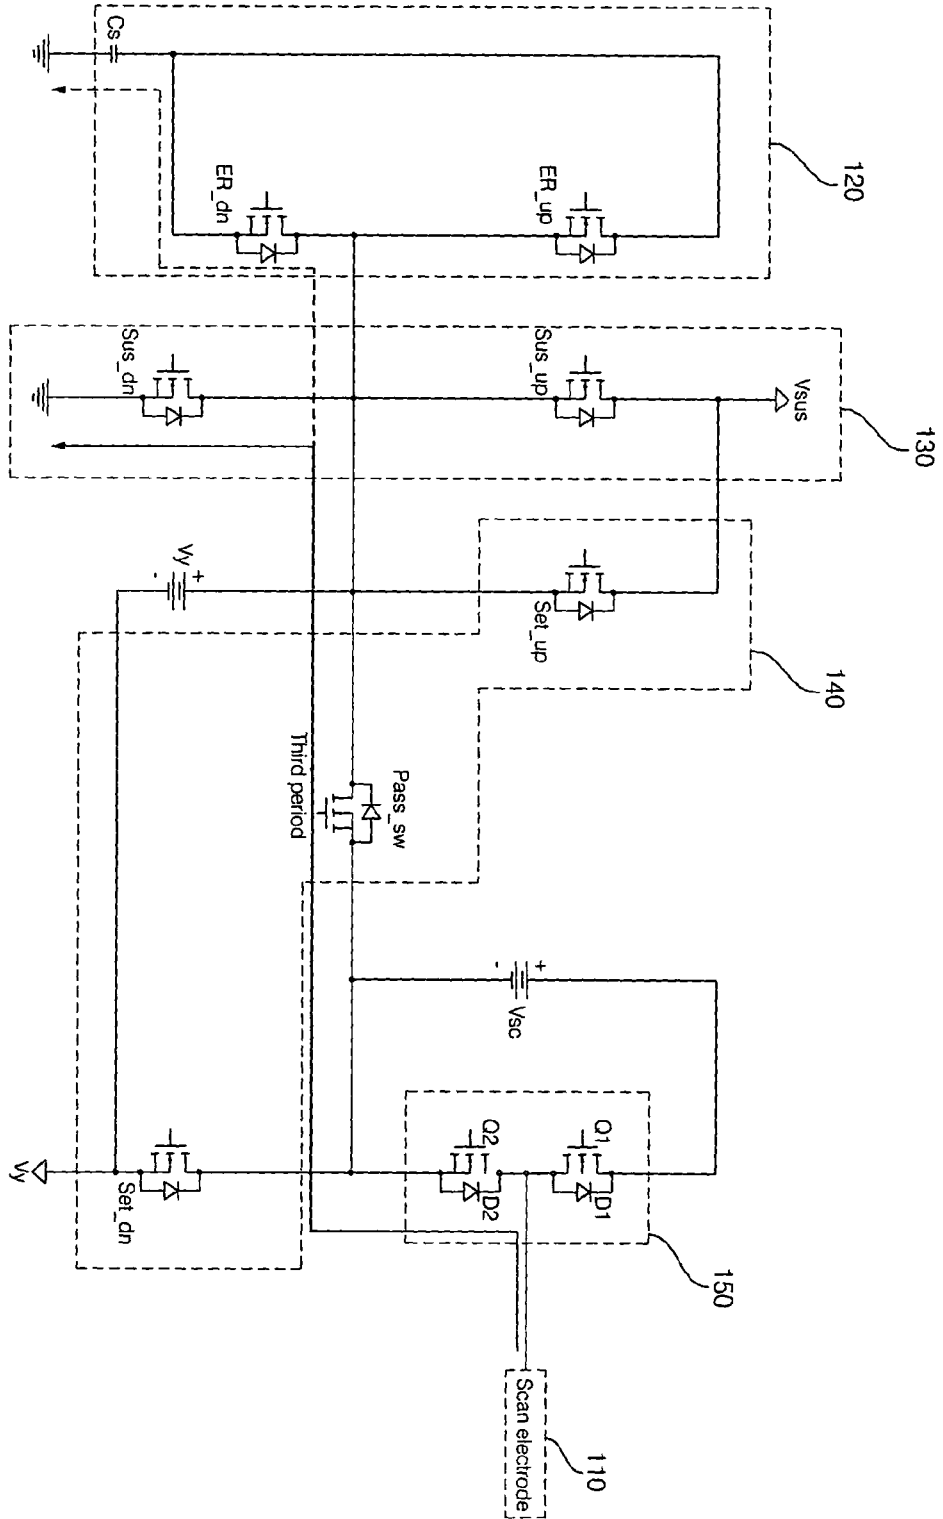 130
120
140
Vsus
150
Q1
D1
110
ER_up
Sus_up
Set_up
+
Vsc
-
Scan electrode
Q2
D2
Pass_sw
Third period
ER_dn
+
Vy
-
Sus_dn
Set_dn
Cs
Vy